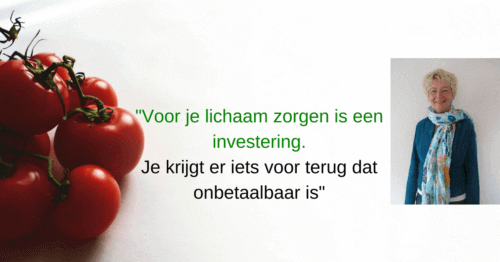 "Voor je lichaam zorgen is een
investering.
Je krijgt er iets voor terug dat
onbetaalbaar is"